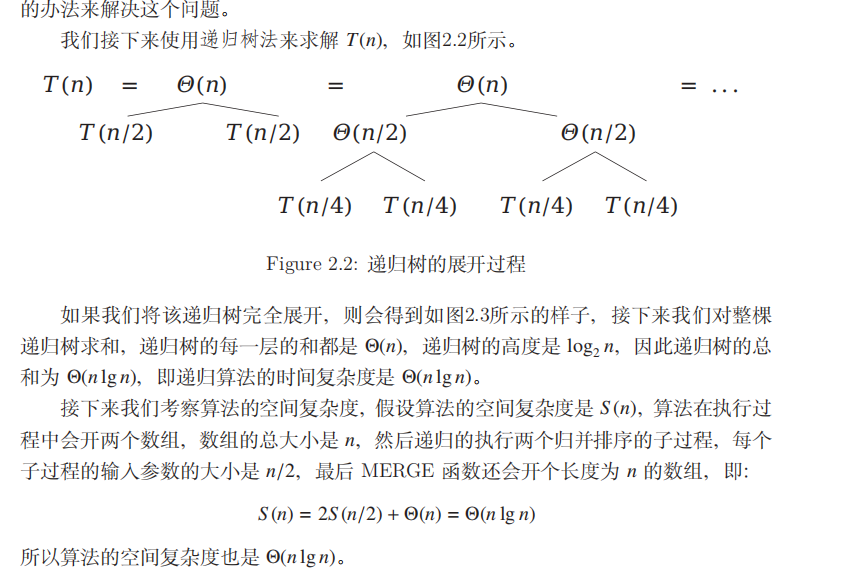 的办法来解决这个问题。
我们接下来使用递归树法来求解 T(n)，如图2.2所示。
T(n) = Θ(n) = Θ(n) = ...
T(n/2) T(n/2) Θ(n/2) Θ(n/2)
T(n/4) T(n/4) T(n/4) T(n/4)
Figure 2.2: 递归树的展开过程
如果我们将该递归树完全展开，则会得到如图2.3所示的样子，接下来我们对整棵
递归树求和，递归树的每一层的和都是 Θ(n)，递归树的高度是 log₂ n，因此递归树的总
和为 Θ(n lg n)，即递归算法的时间复杂度是 Θ(n lg n)。
接下来我们考察算法的空间复杂度，假设算法的空间复杂度是 S(n)，算法在执行过
程中会开两个数组，数组的总大小是 n，然后递归的执行两个归并排序的子过程，每个
子过程的输入参数的大小是 n/2，最后 MERGE 函数还会开个长度为 n 的数组，即：
S(n) = 2S(n/2) + Θ(n) = Θ(n lg n)
所以算法的空间复杂度也是 Θ(n lg n)。